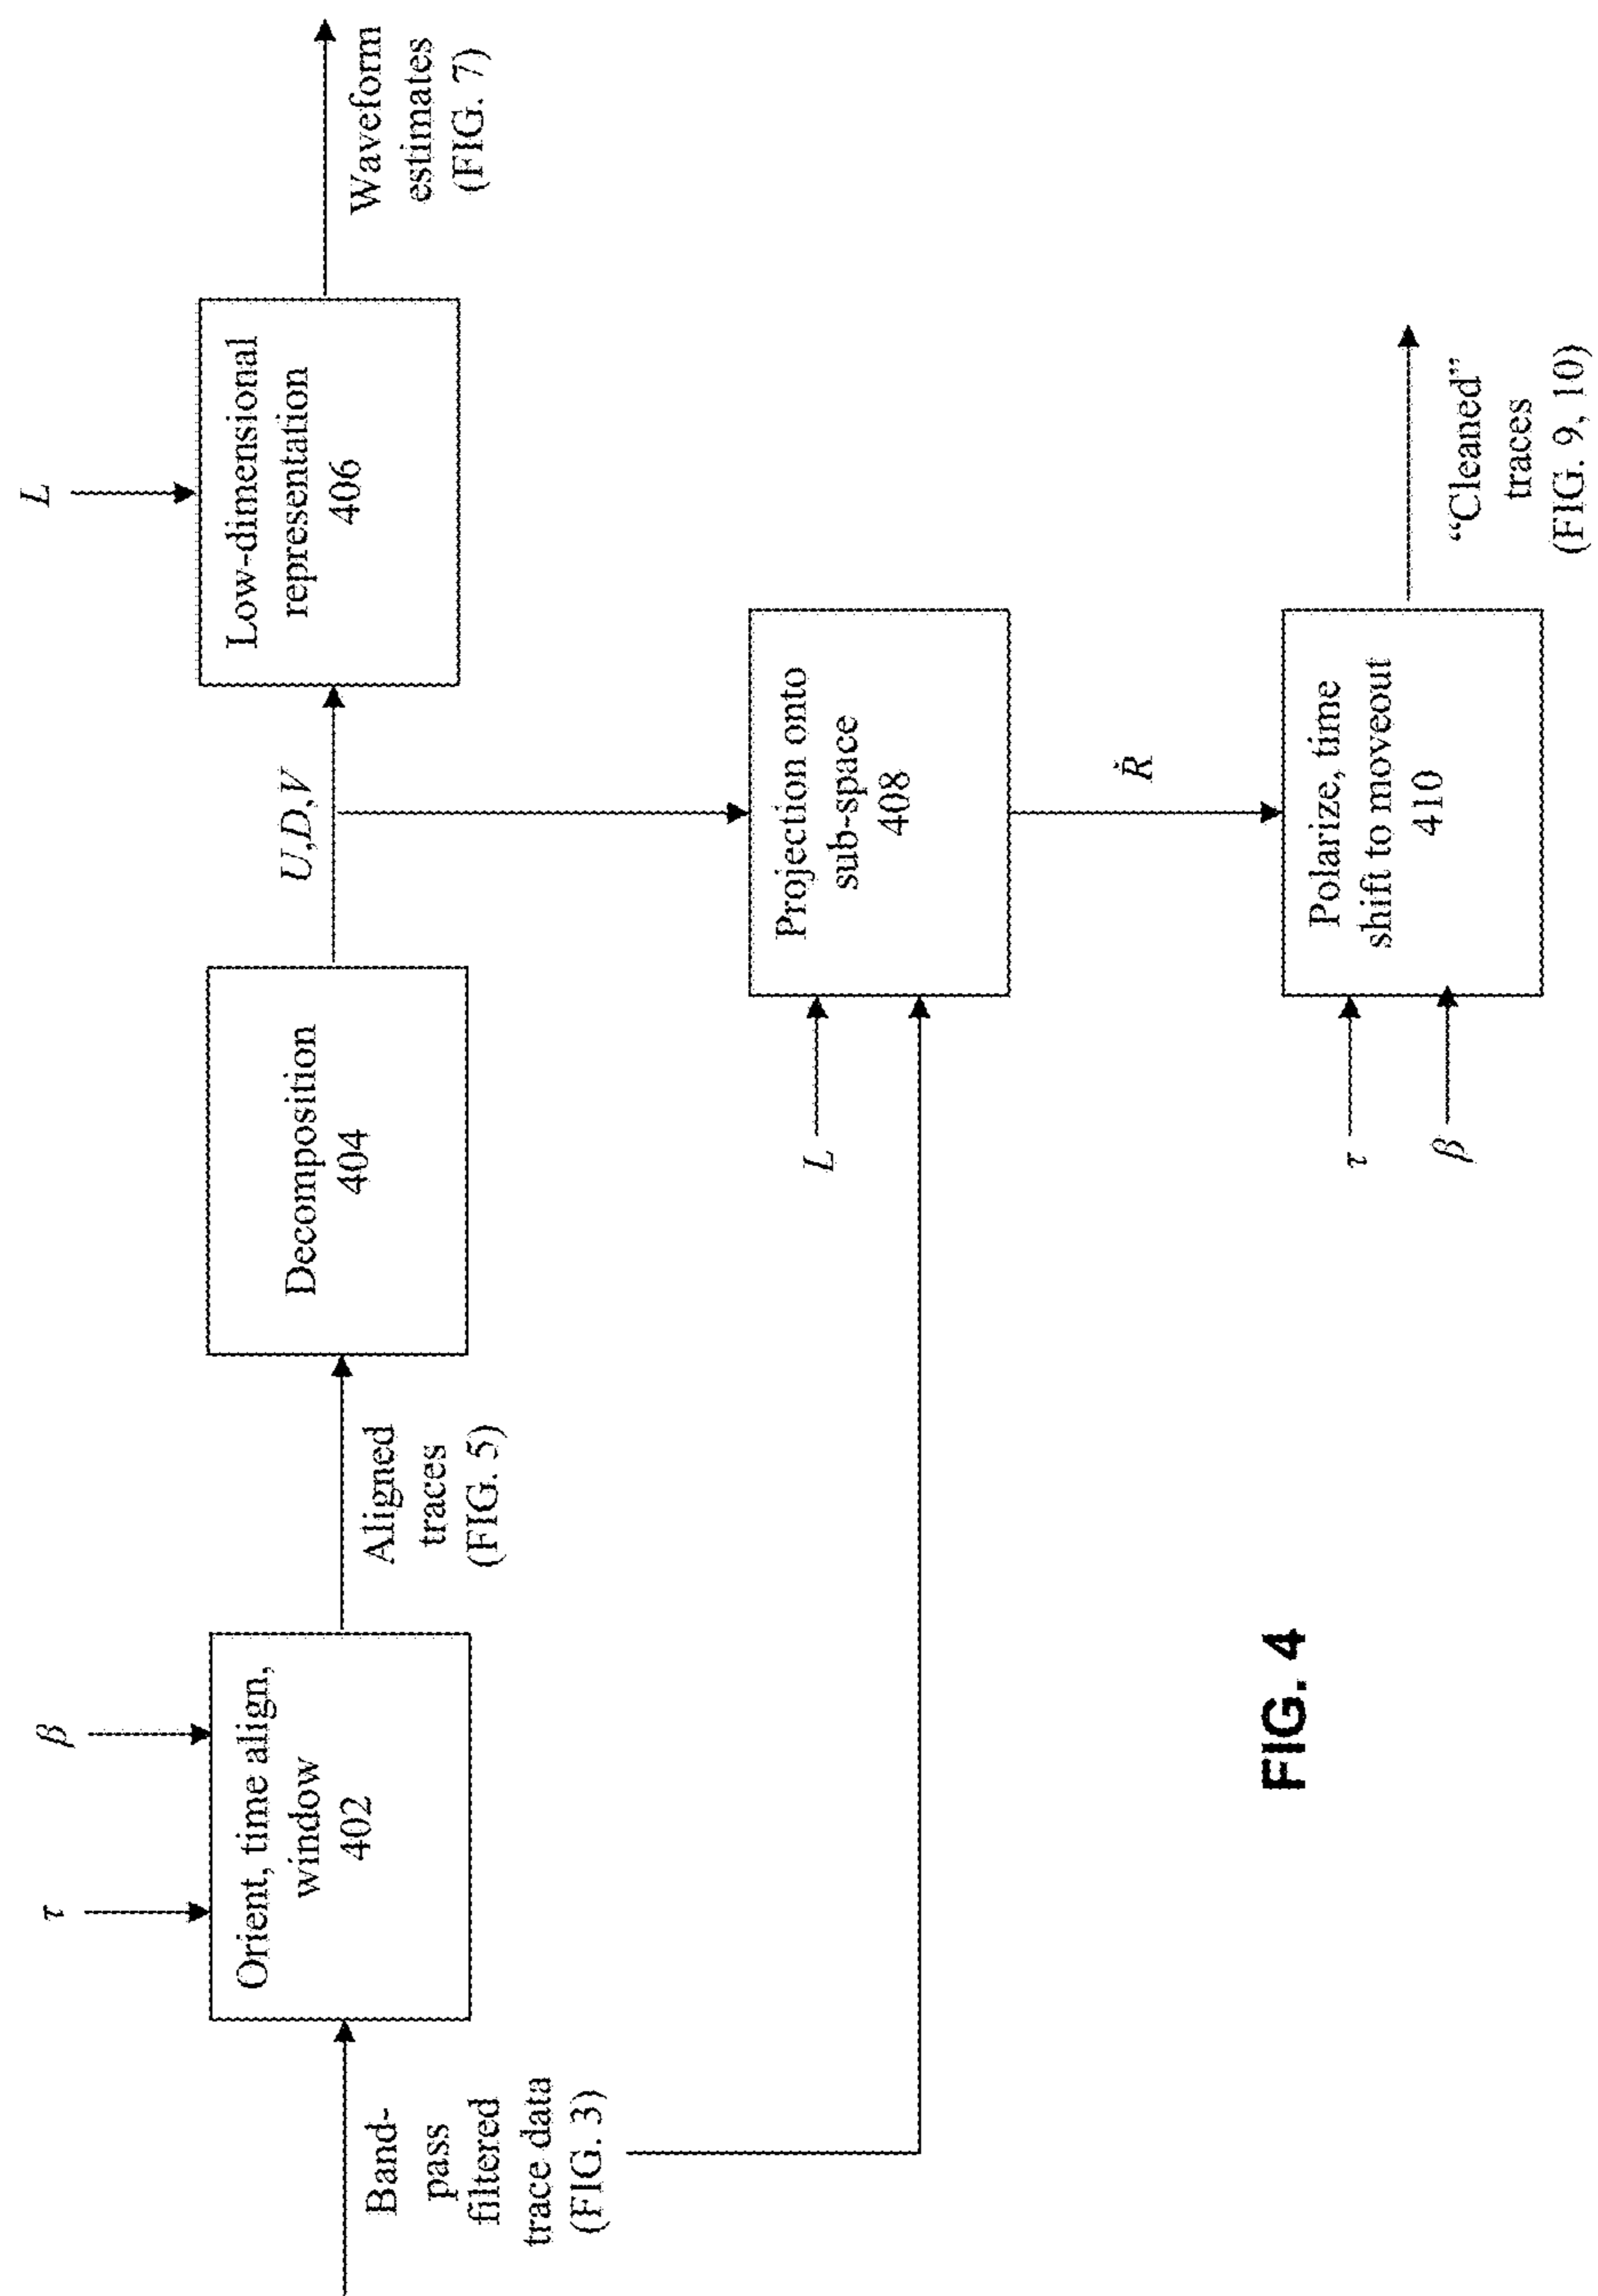 τ
β
L
Orient, time align,
window
402
Decomposition
404
Low-dimensional
representation
406
Band-
pass
filtered
trace data
(FIG. 3)
Aligned
traces
(FIG. 5)
U,D,V
Waveform
estimates
(FIG. 7)
L
Projection onto
sub-space
408
Ř
τ
β
Polarize, time
shift to moveout
410
“Cleaned”
traces
(FIG. 9, 10)
FIG. 4